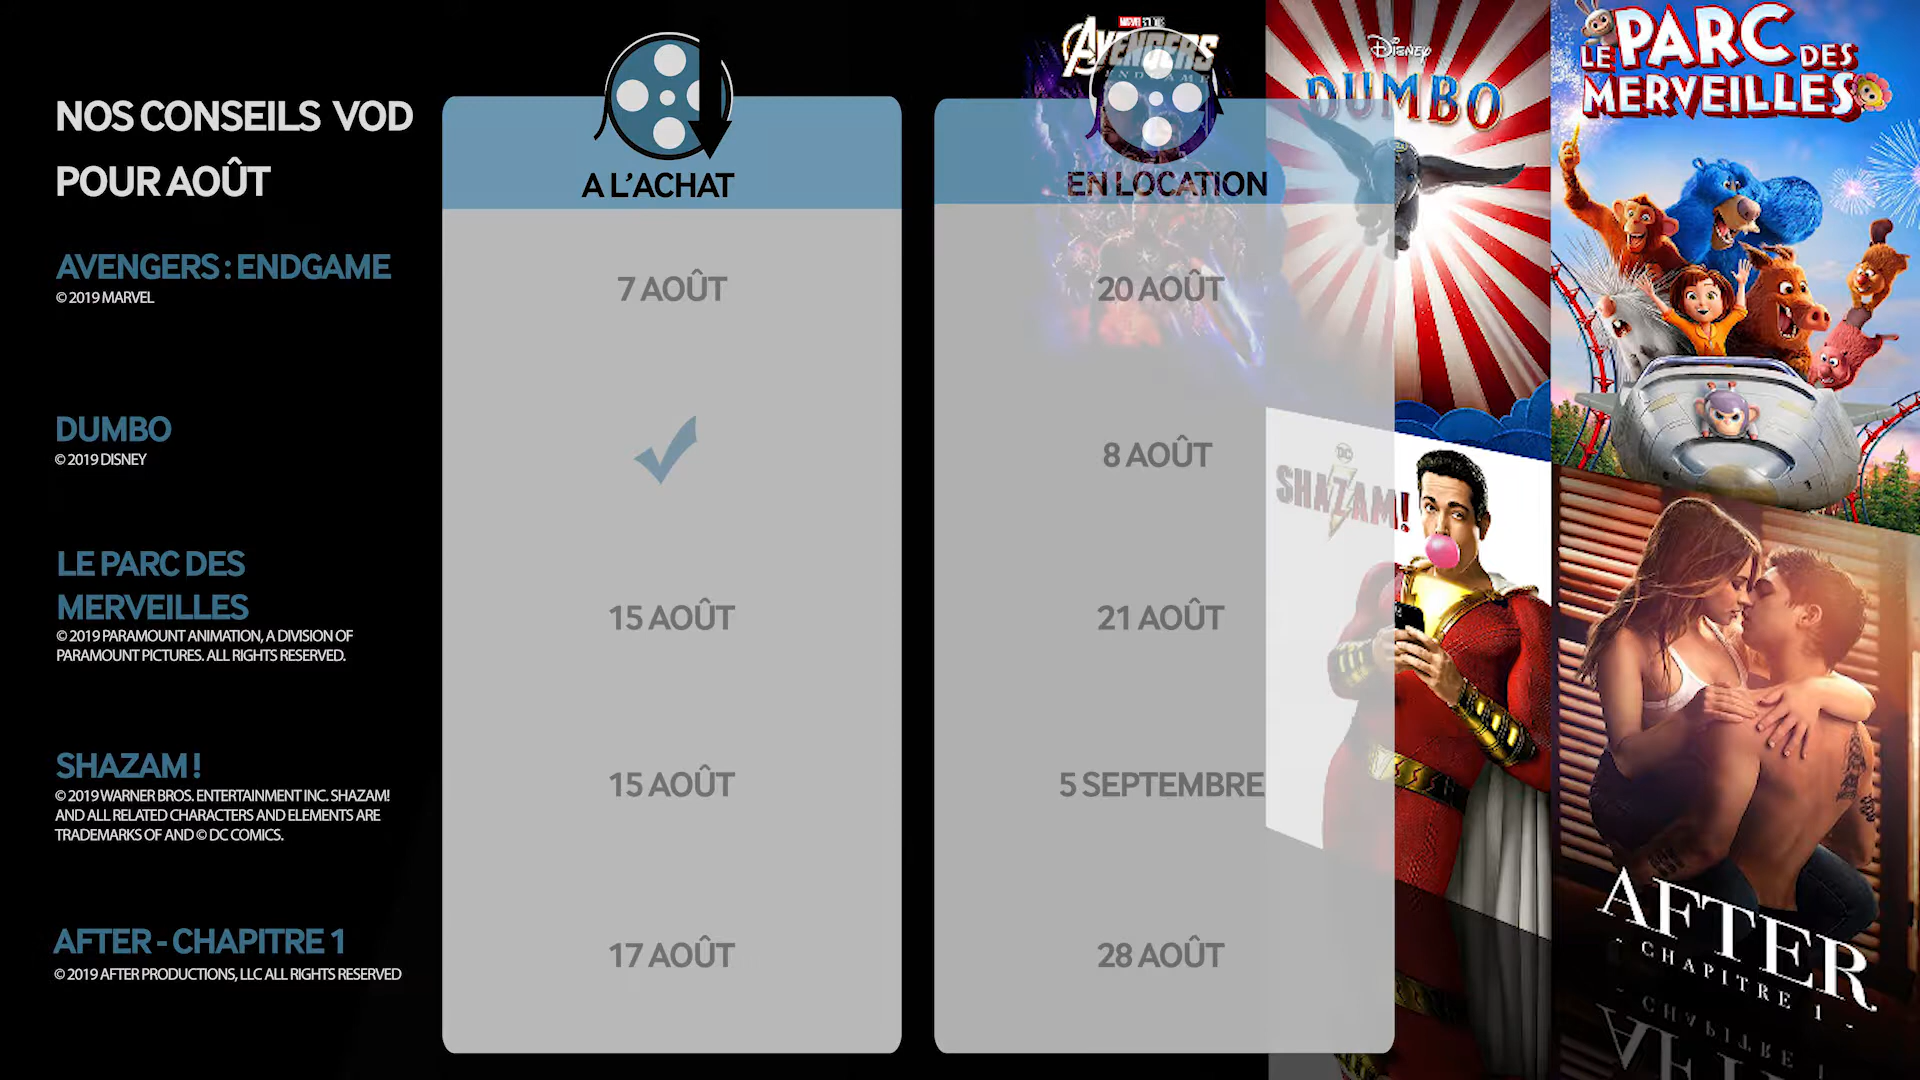 NOS CONSEILS VOD
POUR AOÛT
A L'ACHAT
EN LOCATION
AVENGERS : ENDGAME
© 2019 MARVEL
7 AOÛT
20 AOÛT
DUMBO
© 2019 DISNEY
8 AOÛT
LE PARC DES
MERVEILLES
© 2019 PARAMOUNT ANIMATION, A DIVISION OF
PARAMOUNT PICTURES. ALL RIGHTS RESERVED.
15 AOÛT
21 AOÛT
SHAZAM !
© 2019 WARNER BROS. ENTERTAINMENT INC. SHAZAM!
AND ALL RELATED CHARACTERS AND ELEMENTS ARE
TRADEMARKS OF AND © DC COMICS.
15 AOÛT
5 SEPTEMBRE
AFTER - CHAPITRE 1
© 2019 AFTER PRODUCTIONS, LLC ALL RIGHTS RESERVED
17 AOÛT
28 AOÛT
MARVEL STUDIOS
AVENGERS
ENDGAME
DISNEY
DUMBO
LE PARC DES
MERVEILLES
DC
SHAZAM!
AFTER
- CHAPITRE 1 -